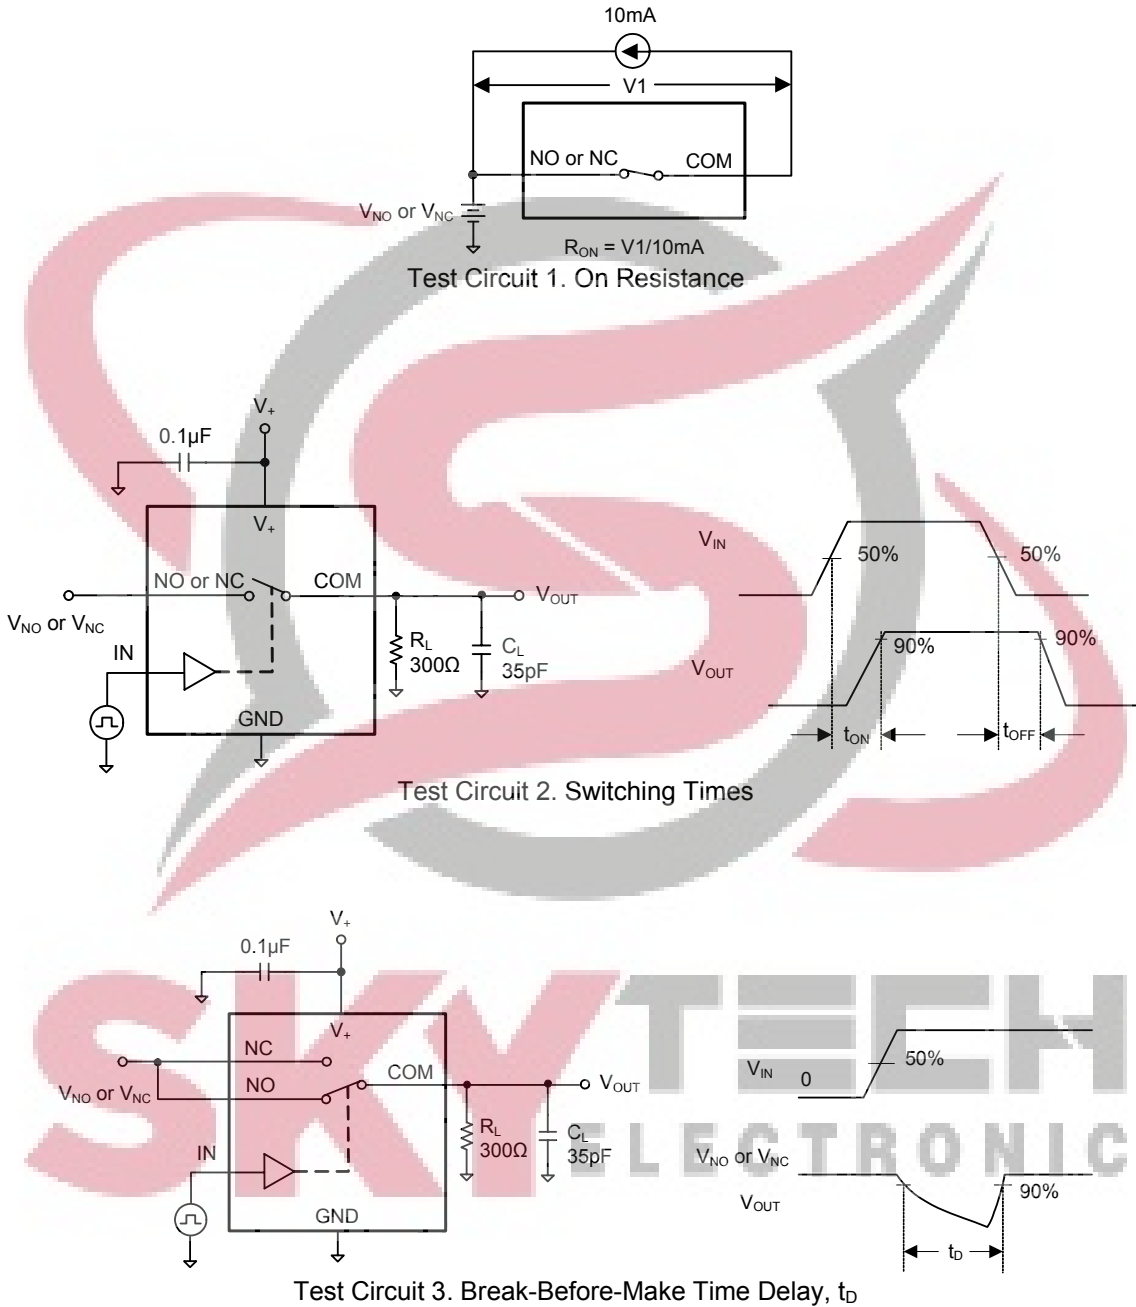 10mA
V1
NO or NC COM
VNO or VNC
RON = V1/10mA
Test Circuit 1. On Resistance
V+
0.1µF
V+
NO or NC COM
VOUT
VNO or VNC
IN
RL
300Ω
CL
35pF
GND
VIN
50% 50%
VOUT
90% 90%
tON tOFF
Test Circuit 2. Switching Times
V+
0.1µF
V+
NC
NO
COM
VOUT
VNO or VNC
IN
RL
300Ω
CL
35pF
GND
VIN
0
50%
VNO or VNC
VOUT
90%
tD
Test Circuit 3. Break-Before-Make Time Delay, tD
SKYTECH
ELECTRONIC